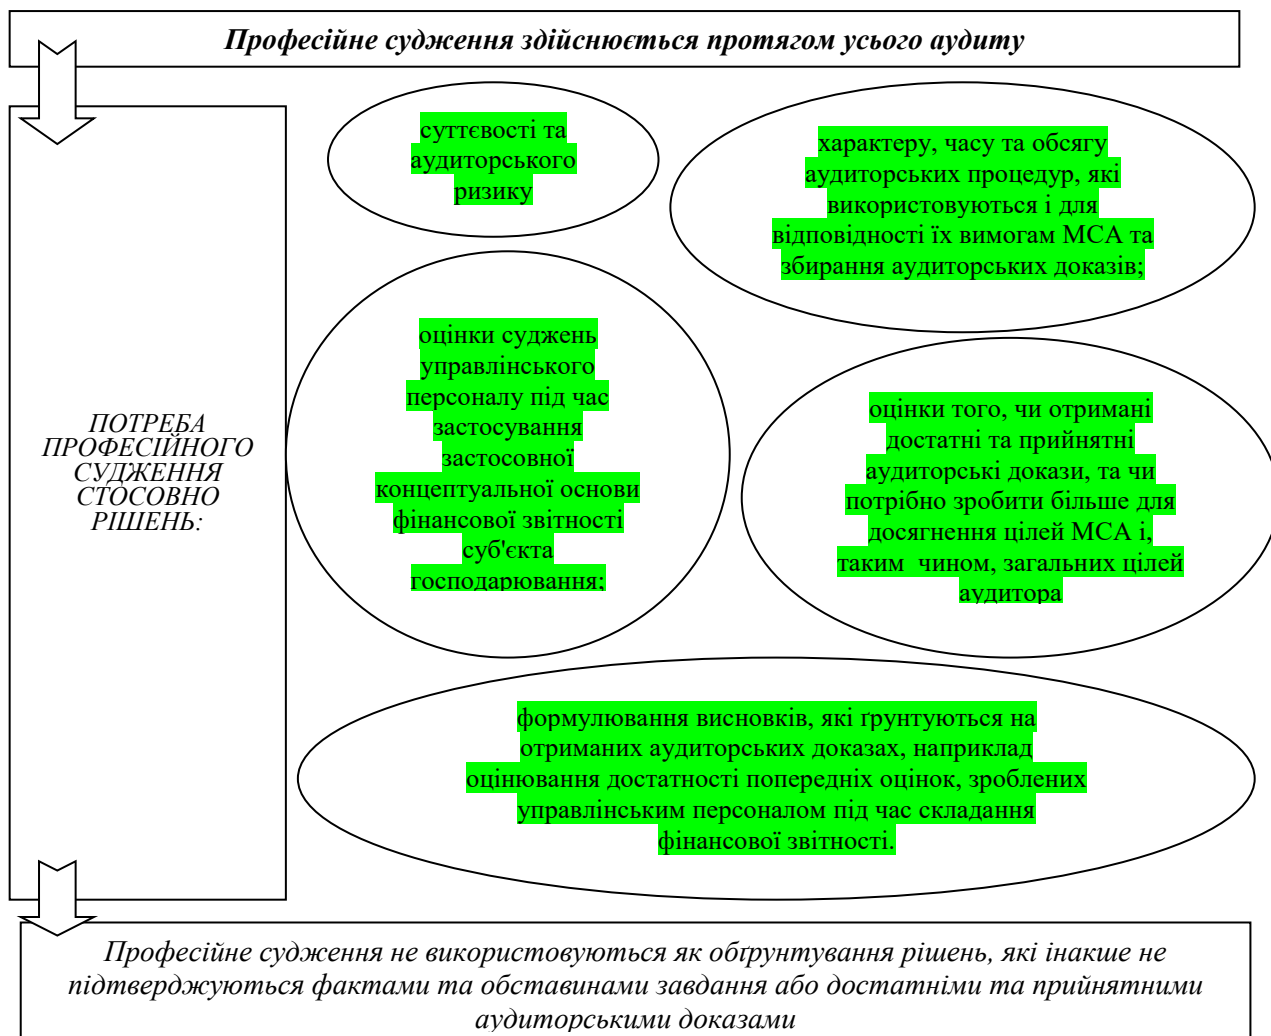 Професійне судження здійснюється протягом усього аудиту
суттєвості та
аудиторського
ризику
характеру, часу та обсягу
аудиторських процедур, які
використовуються і для
відповідності їх вимогам МСА та
збирання аудиторських доказів;
ПОТРЕБА
ПРОФЕСІЙНОГО
СУДЖЕННЯ
СТОСОВНО
РІШЕНЬ:
оцінки суджень
управлінського
персоналу під час
застосування
застосовної
концептуальної основи
фінансової звітності
суб'єкта
господарювання;
оцінки того, чи отримані
достатні та прийнятні
аудиторські докази, та чи
потрібно зробити більше для
досягнення цілей МСА і,
таким чином, загальних цілей
аудитора
формулювання висновків, які ґрунтуються на
отриманих аудиторських доказах, наприклад
оцінювання достатності попередніх оцінок, зроблених
управлінським персоналом під час складання
фінансової звітності.
Професійне судження не використовуються як обґрунтування рішень, які інакше не
підтверджуються фактами та обставинами завдання або достатніми та прийнятними
аудиторськими доказами